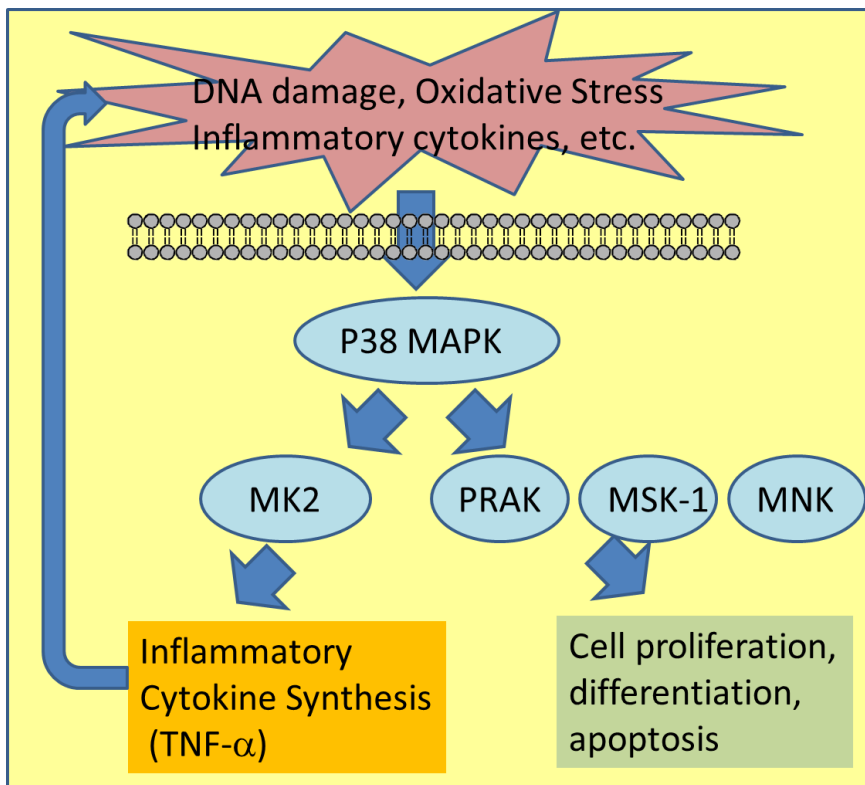 DNA damage, Oxidative Stress
Inflammatory cytokines, etc.
P38 MAPK
MK2
PRAK
MSK-1
MNK
Inflammatory
Cytokine Synthesis
(TNF-α)
Cell proliferation,
differentiation,
apoptosis